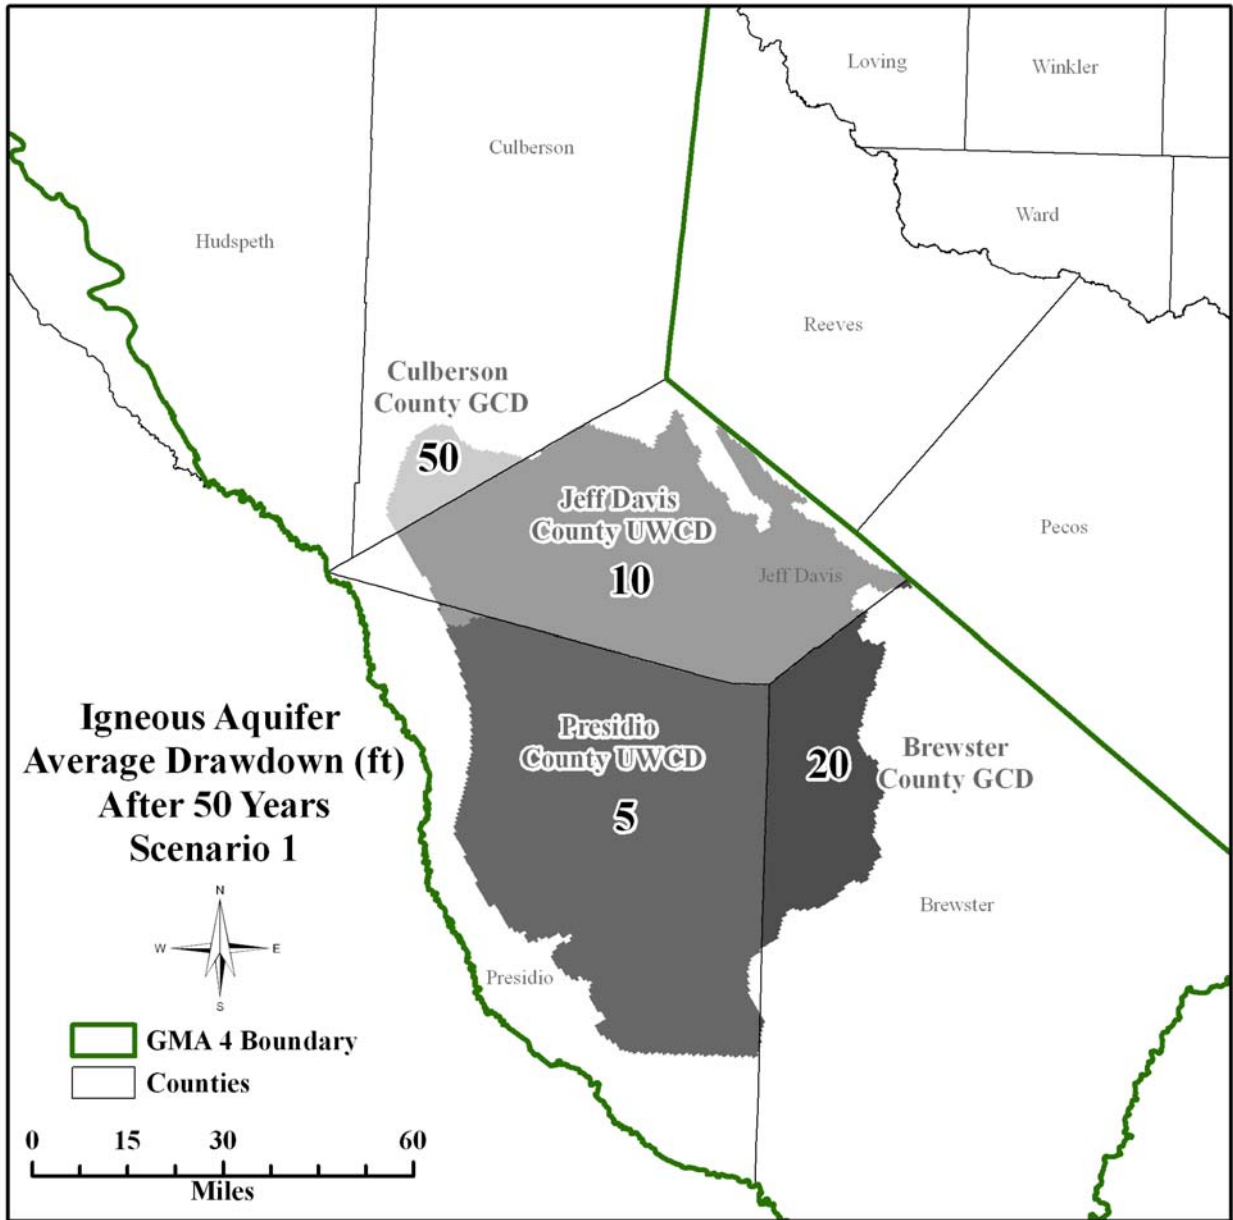 Loving
Winkler
Culberson
Ward
Hudspeth
Reeves
Culberson
County GCD
50
Jeff Davis
County UWCD
10
Jeff Davis
Pecos
Igneous Aquifer
Average Drawdown (ft)
After 50 Years
Scenario 1
Presidio
County UWCD
5
20
Brewster
County GCD
Brewster
Presidio
N
W
E
S
GMA 4 Boundary
Counties
0 15 30 60
Miles